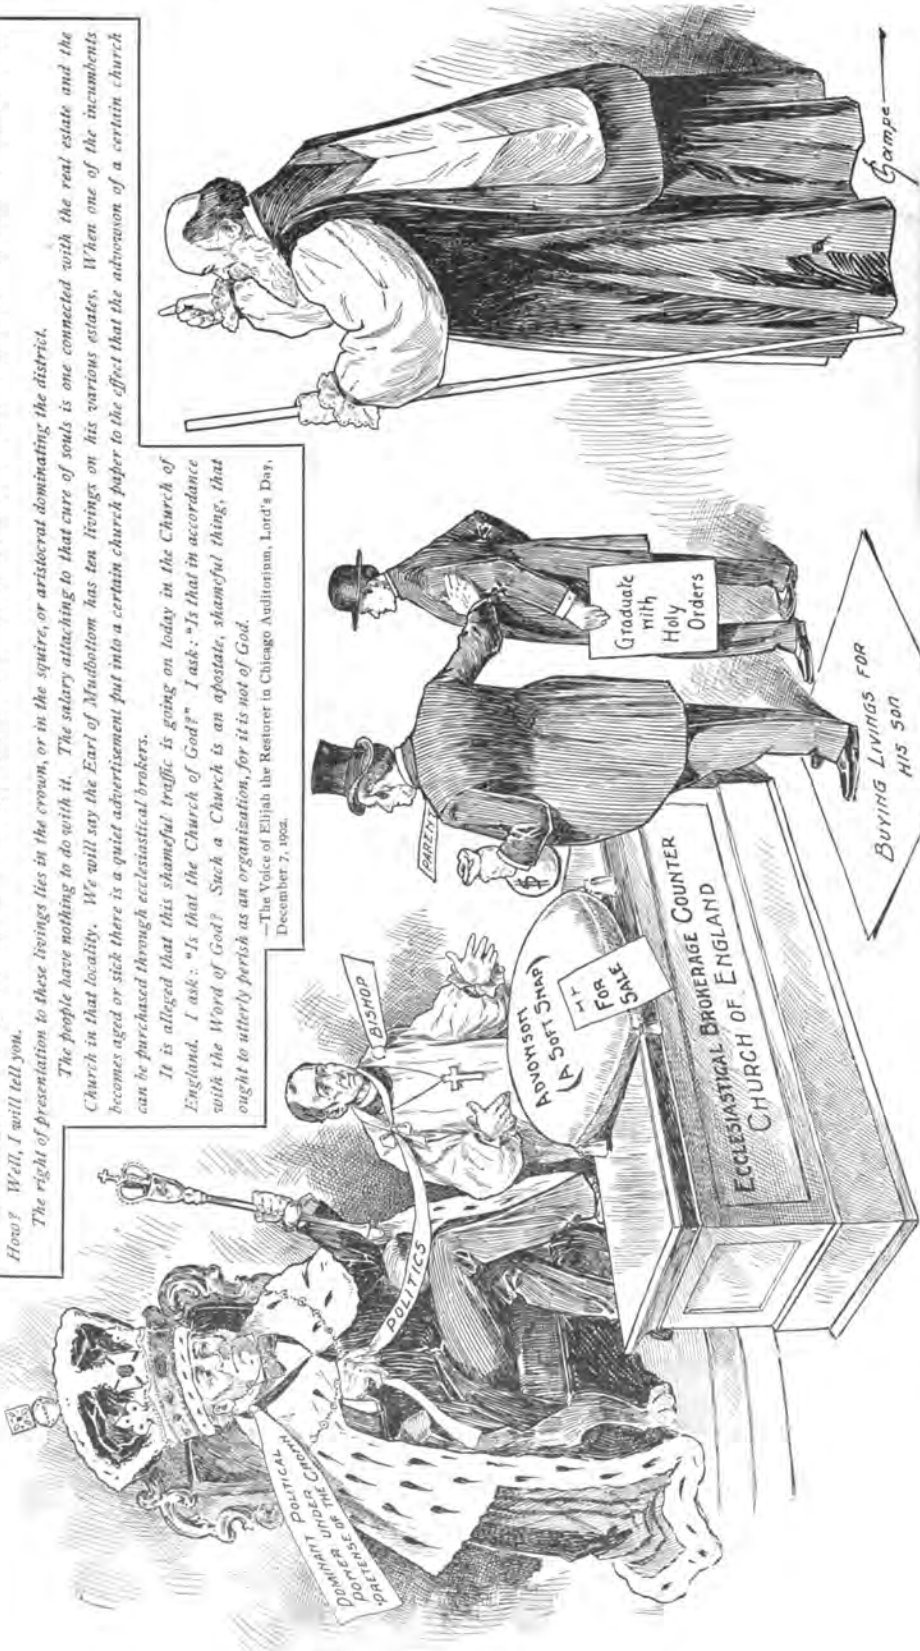 How? Well, I will tell you.
The right of presentation to these livings lies in the crown, or in the squire, or aristocrat dominating the district.
The people have nothing to do with it. The salary attaching to that cure of souls is one connected with the real estate and the
Church in that locality. We will say the Earl of Mudbottom has ten livings on his various estates. When one of the incumbents
becomes aged or sick there is a quiet advertisement put into a certain church paper to the effect that the advowson of a certain church
can be purchased through ecclesiastical brokers.
It is alleged that this shameful traffic is going on today in the Church of
England. I ask: "Is that the Church of God?" I ask: "Is that in accordance
with the Word of God? Such a Church is an apostate, shameful thing, that
ought to utterly perish as an organization, for it is not of God.
—The Voice of Elijah the Restorer in Chicago Auditorium, Lord's Day,
December 7, 1902.
DOMINANT POLITICAL
POWER UNDER THE
PRETENSE OF THE CROWN
POLITICS
BISHOP
PARENT
$
ADVOWSON
(A SOFT SNAP)
FOR
SALE
ECCLESIASTICAL BROKERAGE COUNTER
CHURCH OF ENGLAND
Graduate
with
Holy
Orders
BUYING LIVINGS FOR
HIS SON
Champe